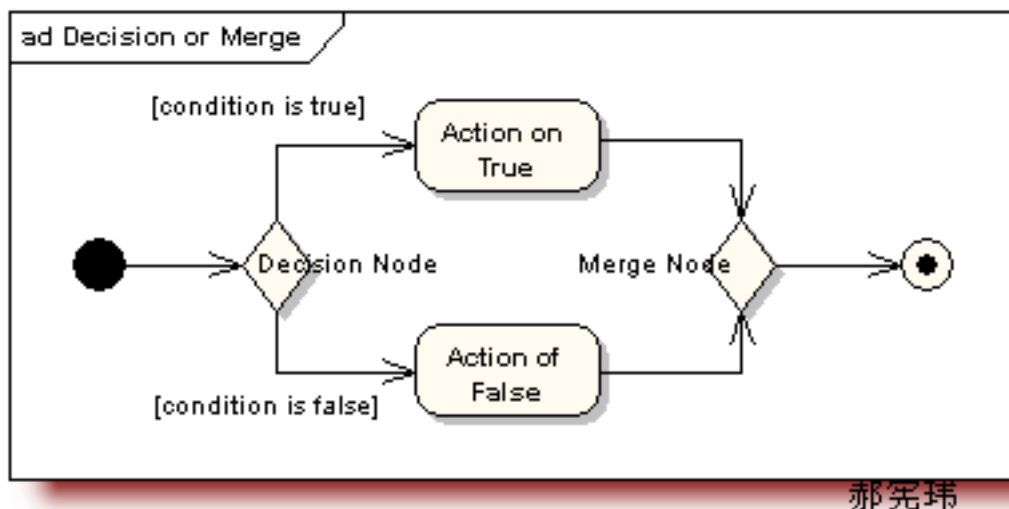 ad Decision or Merge
[condition is true]
Action on
True
Decision Node
Merge Node
Action of
False
[condition is false]
郝宪玮